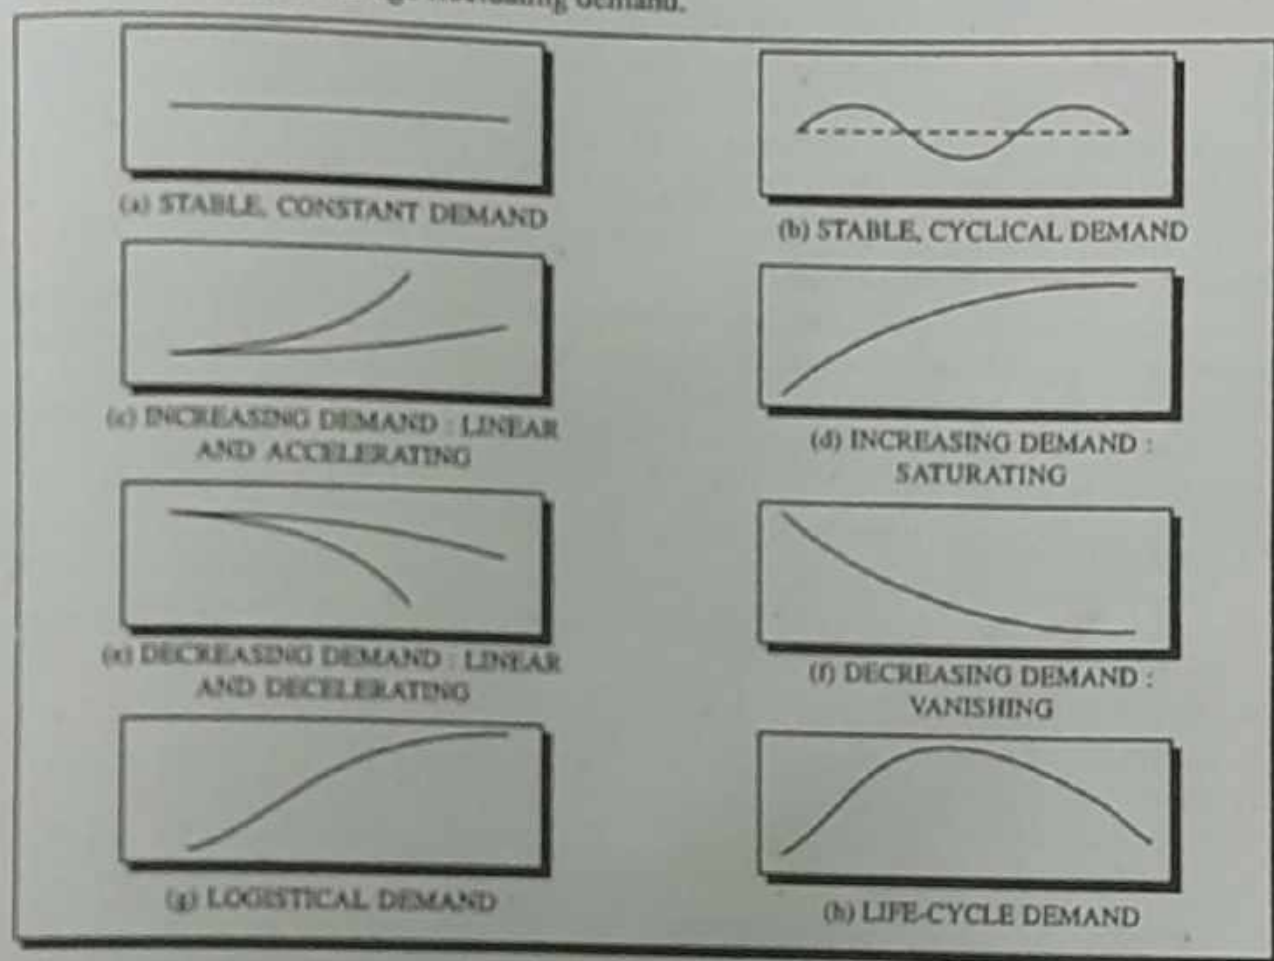 demand.
(a) STABLE, CONSTANT DEMAND
(b) STABLE, CYCLICAL DEMAND
(c) INCREASING DEMAND : LINEAR
AND ACCELERATING
(d) INCREASING DEMAND :
SATURATING
(e) DECREASING DEMAND : LINEAR
AND DECELERATING
(f) DECREASING DEMAND :
VANISHING
(g) LOGISTICAL DEMAND
(h) LIFE-CYCLE DEMAND